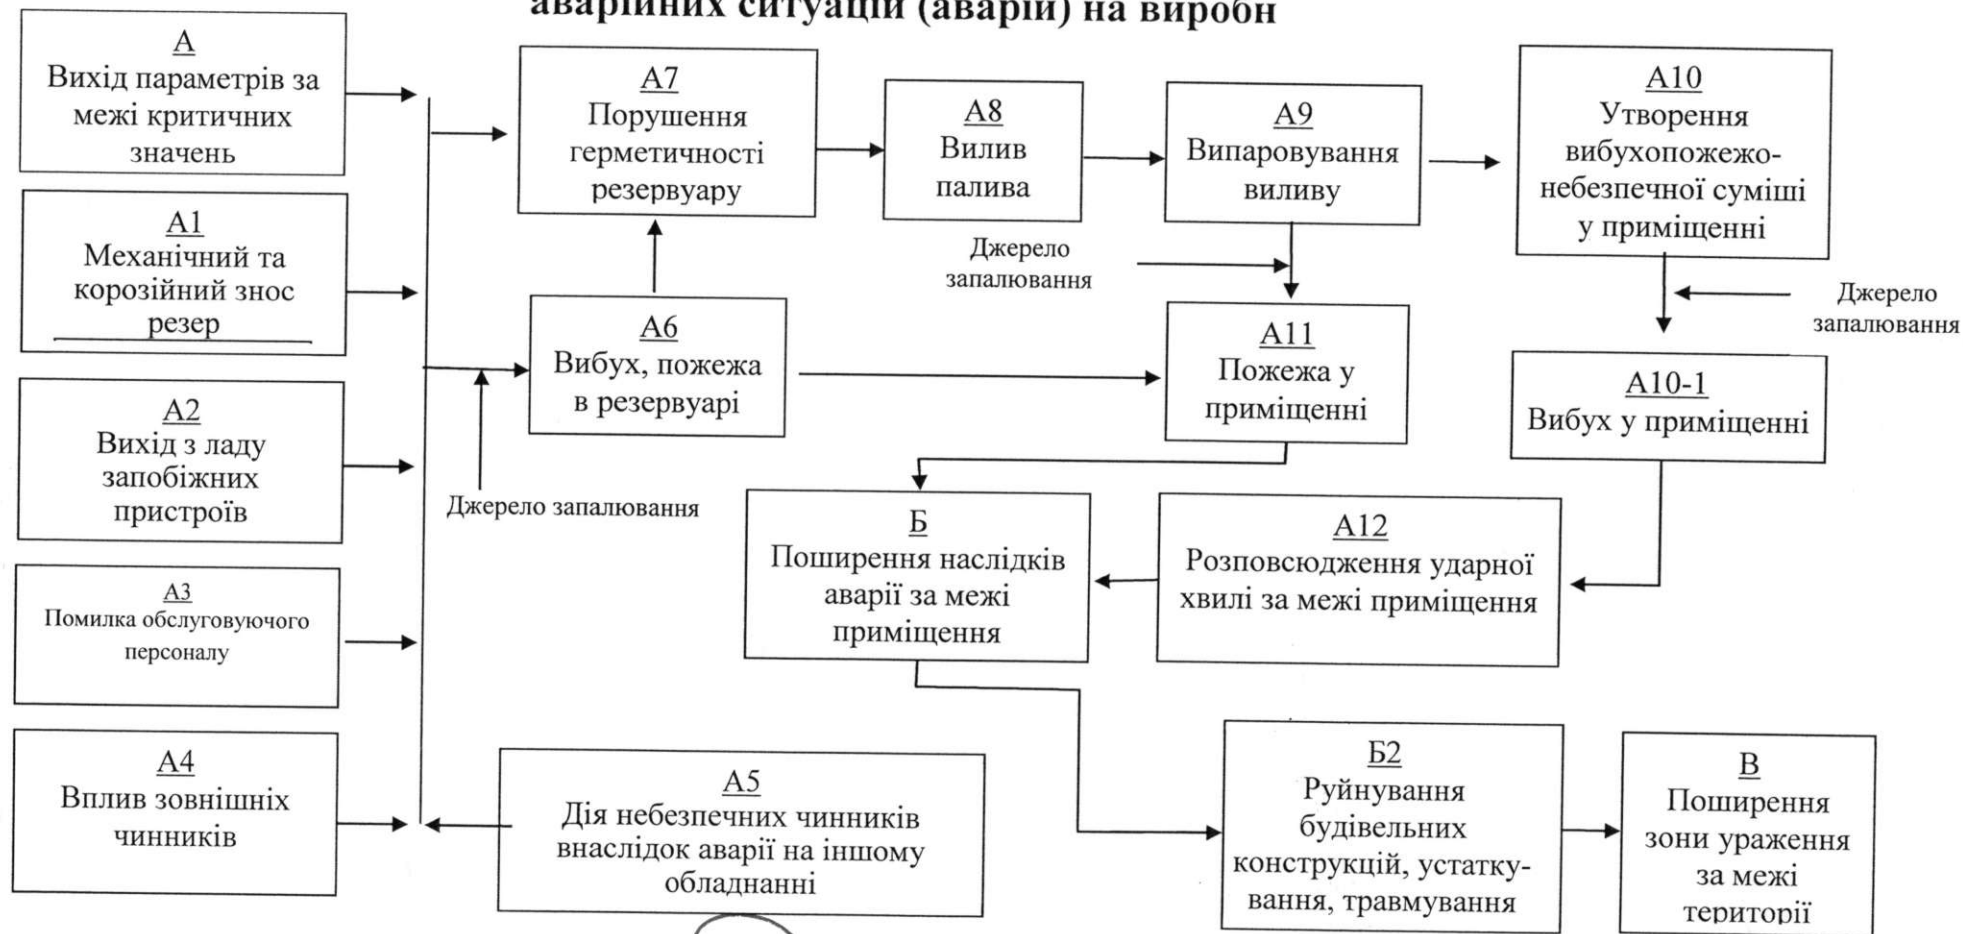 аварійних ситуацій (аварій) на виробн
А
Вихід параметрів за
межі критичних
значень
А1
Механічний та
корозійний знос
резер
А2
Вихід з ладу
запобіжних
пристроїв
А3
Помилка обслуговуючого
персоналу
А4
Вплив зовнішніх
чинників
А7
Порушення
герметичності
резервуару
А8
Вилив
палива
А9
Випаровування
виливу
А10
Утворення
вибухопожежо-
небезпечної суміші
у приміщенні
Джерело
запалювання
Джерело
запалювання
А6
Вибух, пожежа
в резервуарі
А11
Пожежа у
приміщенні
А10-1
Вибух у приміщенні
Джерело запалювання
Б
Поширення наслідків
аварії за межі
приміщення
А12
Розповсюдження ударної
хвилі за межі приміщення
А5
Дія небезпечних чинників
внаслідок аварії на іншому
обладнанні
Б2
Руйнування
будівельних
конструкцій, устатку-
вання, травмування
В
Поширення
зони ураження
за межі
території